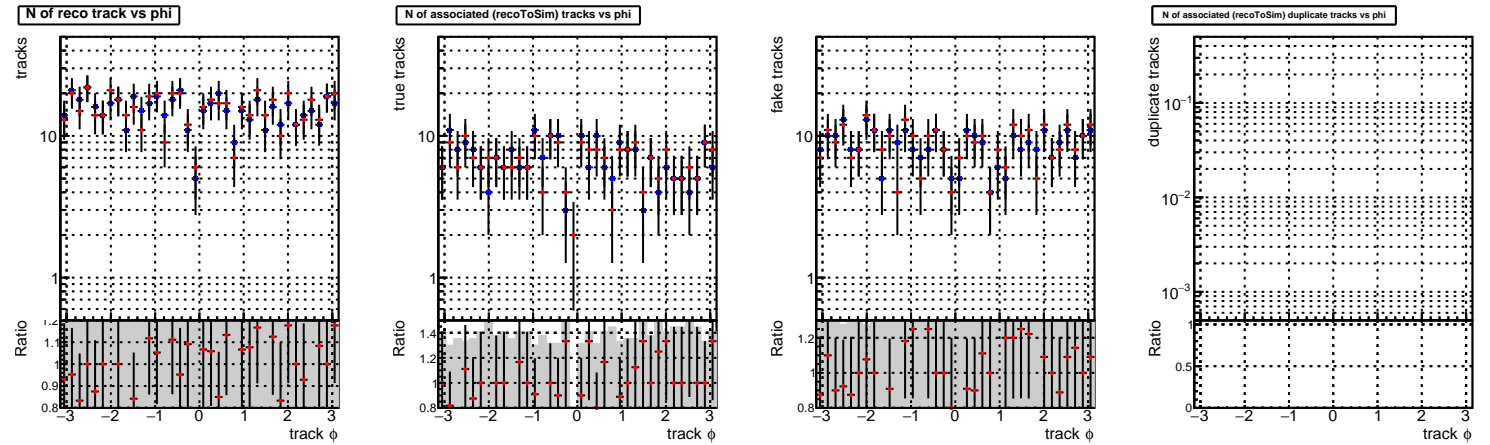 N of reco track vs phi
tracks
10
1
Ratio
1.2
1.1
1
0.9
0.8
−3 −2 −1 0 1 2 3
track ϕ
N of associated (recoToSim) tracks vs phi
true tracks
10
1
Ratio
1.4
1.2
1
0.8
−3 −2 −1 0 1 2 3
track ϕ
fake tracks
10
1
Ratio
1.2
1
0.8
−3 −2 −1 0 1 2 3
track ϕ
N of associated (recoToSim) duplicate tracks vs phi
duplicate tracks
10−1
10−2
10−3
Ratio
1
0.5
0
−3 −2 −1 0 1 2 3
track ϕ